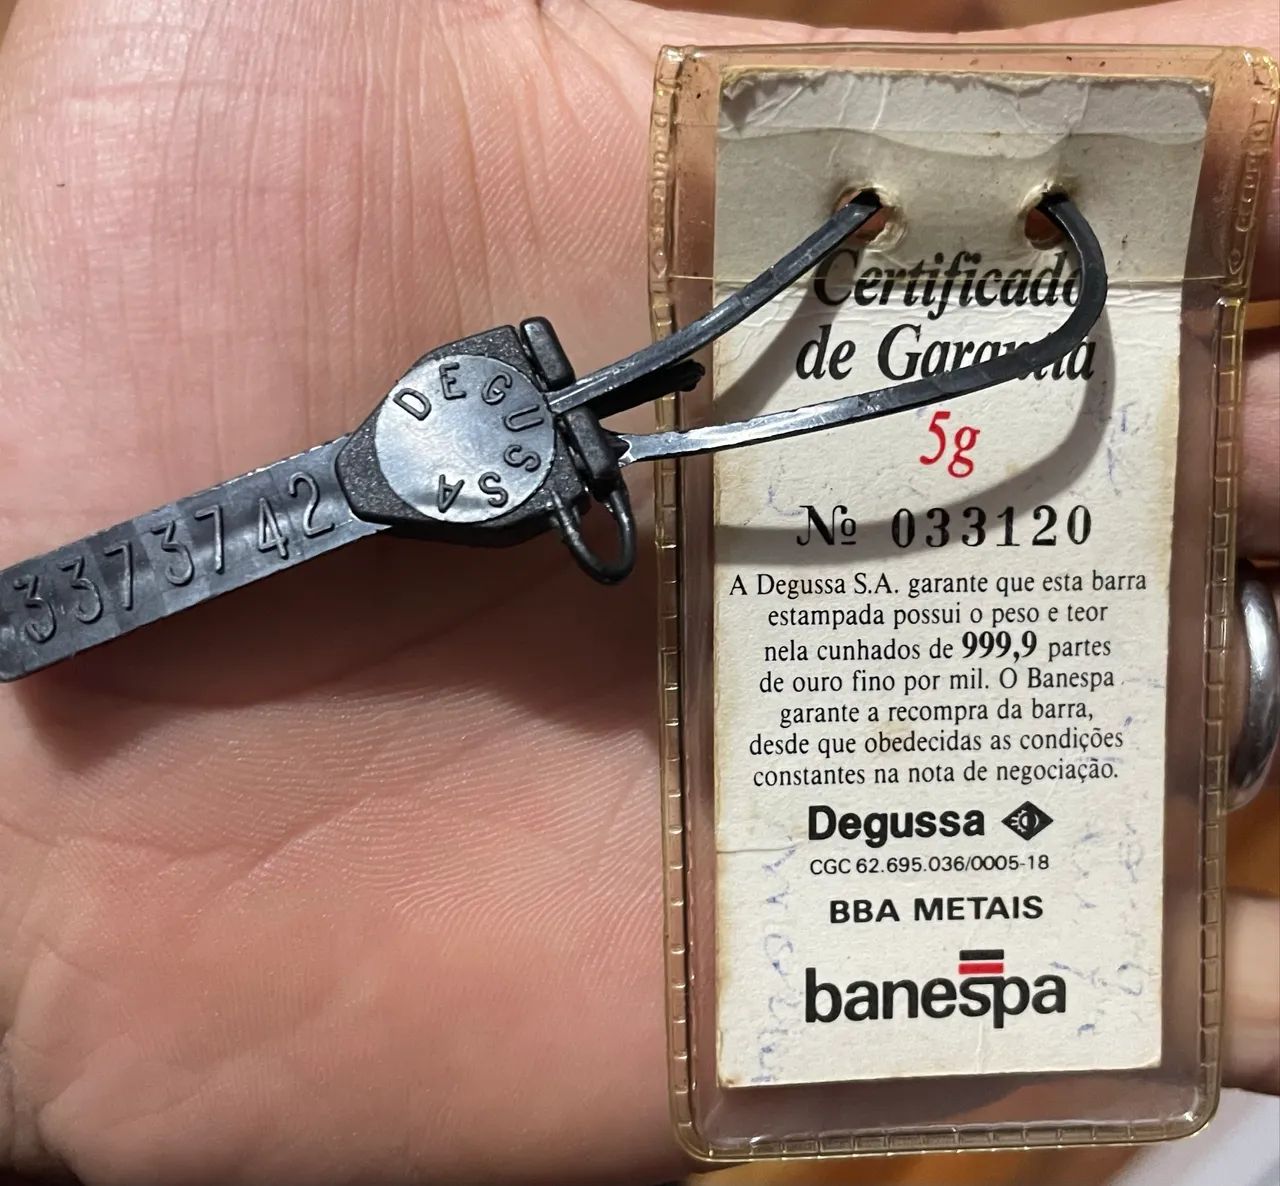 DEGUSSA
3373742
Certificado
de Garantia
5g
Nº 033120
A Degussa S.A. garante que esta barra
estampada possui o peso e teor
nela cunhados de 999,9 partes
de ouro fino por mil. O Banespa
garante a recompra da barra,
desde que obedecidas as condições
constantes na nota de negociação.
Degussa
CGC 62.695.036/0005-18
BBA METAIS
banespa